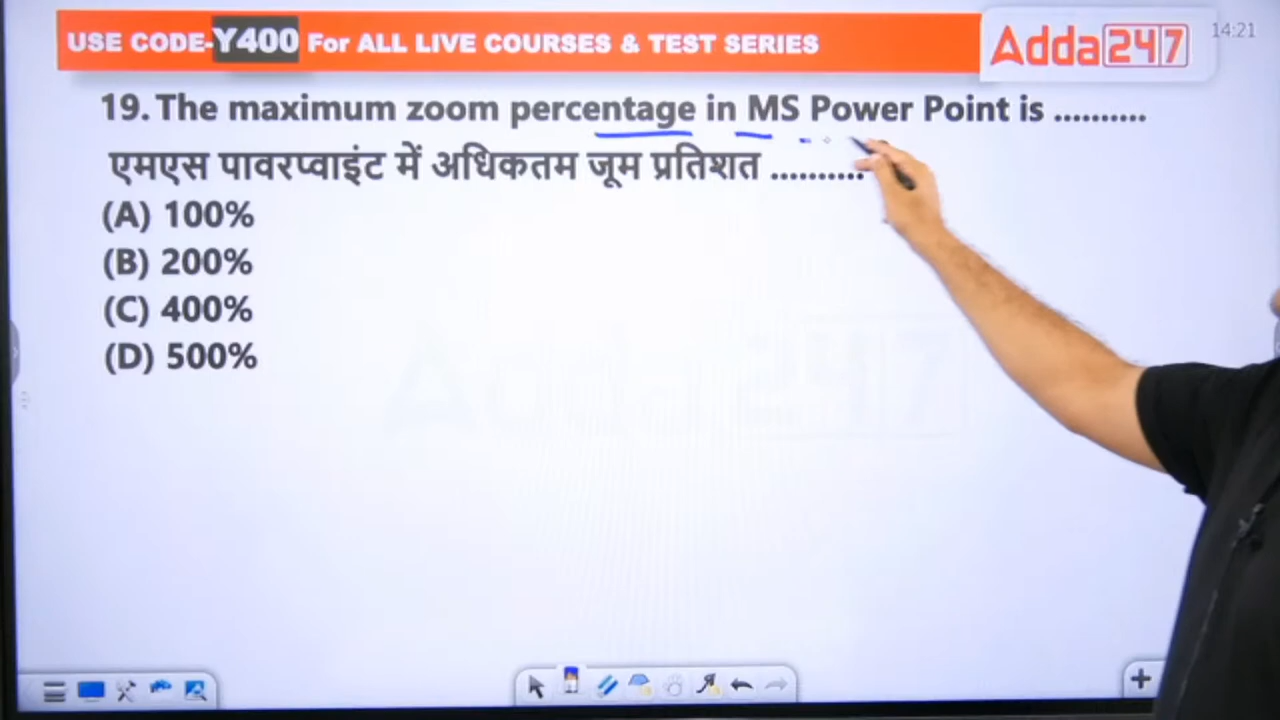 USE CODE-Y400 For ALL LIVE COURSES & TEST SERIES
Adda247
14:21
19. The maximum zoom percentage in MS Power Point is ..........
एमएस पावरप्वाइंट में अधिकतम जूम प्रतिशत ..........
(A) 100%
(B) 200%
(C) 400%
(D) 500%
Adda247